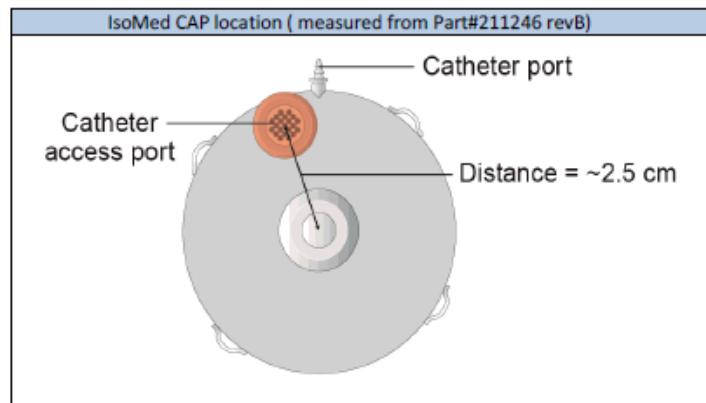 IsoMed CAP location ( measured from Part#211246 revB)
Catheter port
Catheter
access port
Distance = ~2.5 cm